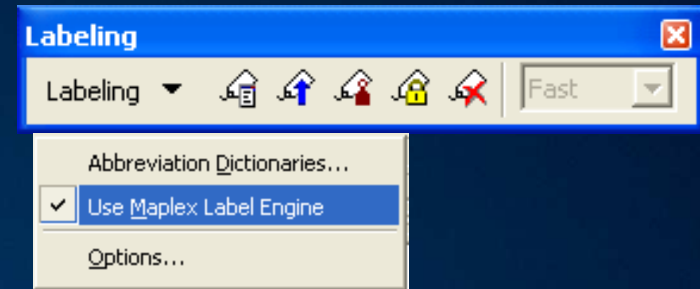 Labeling
Labeling Fast
Abbreviation Dictionaries...
Use Maplex Label Engine
Options...